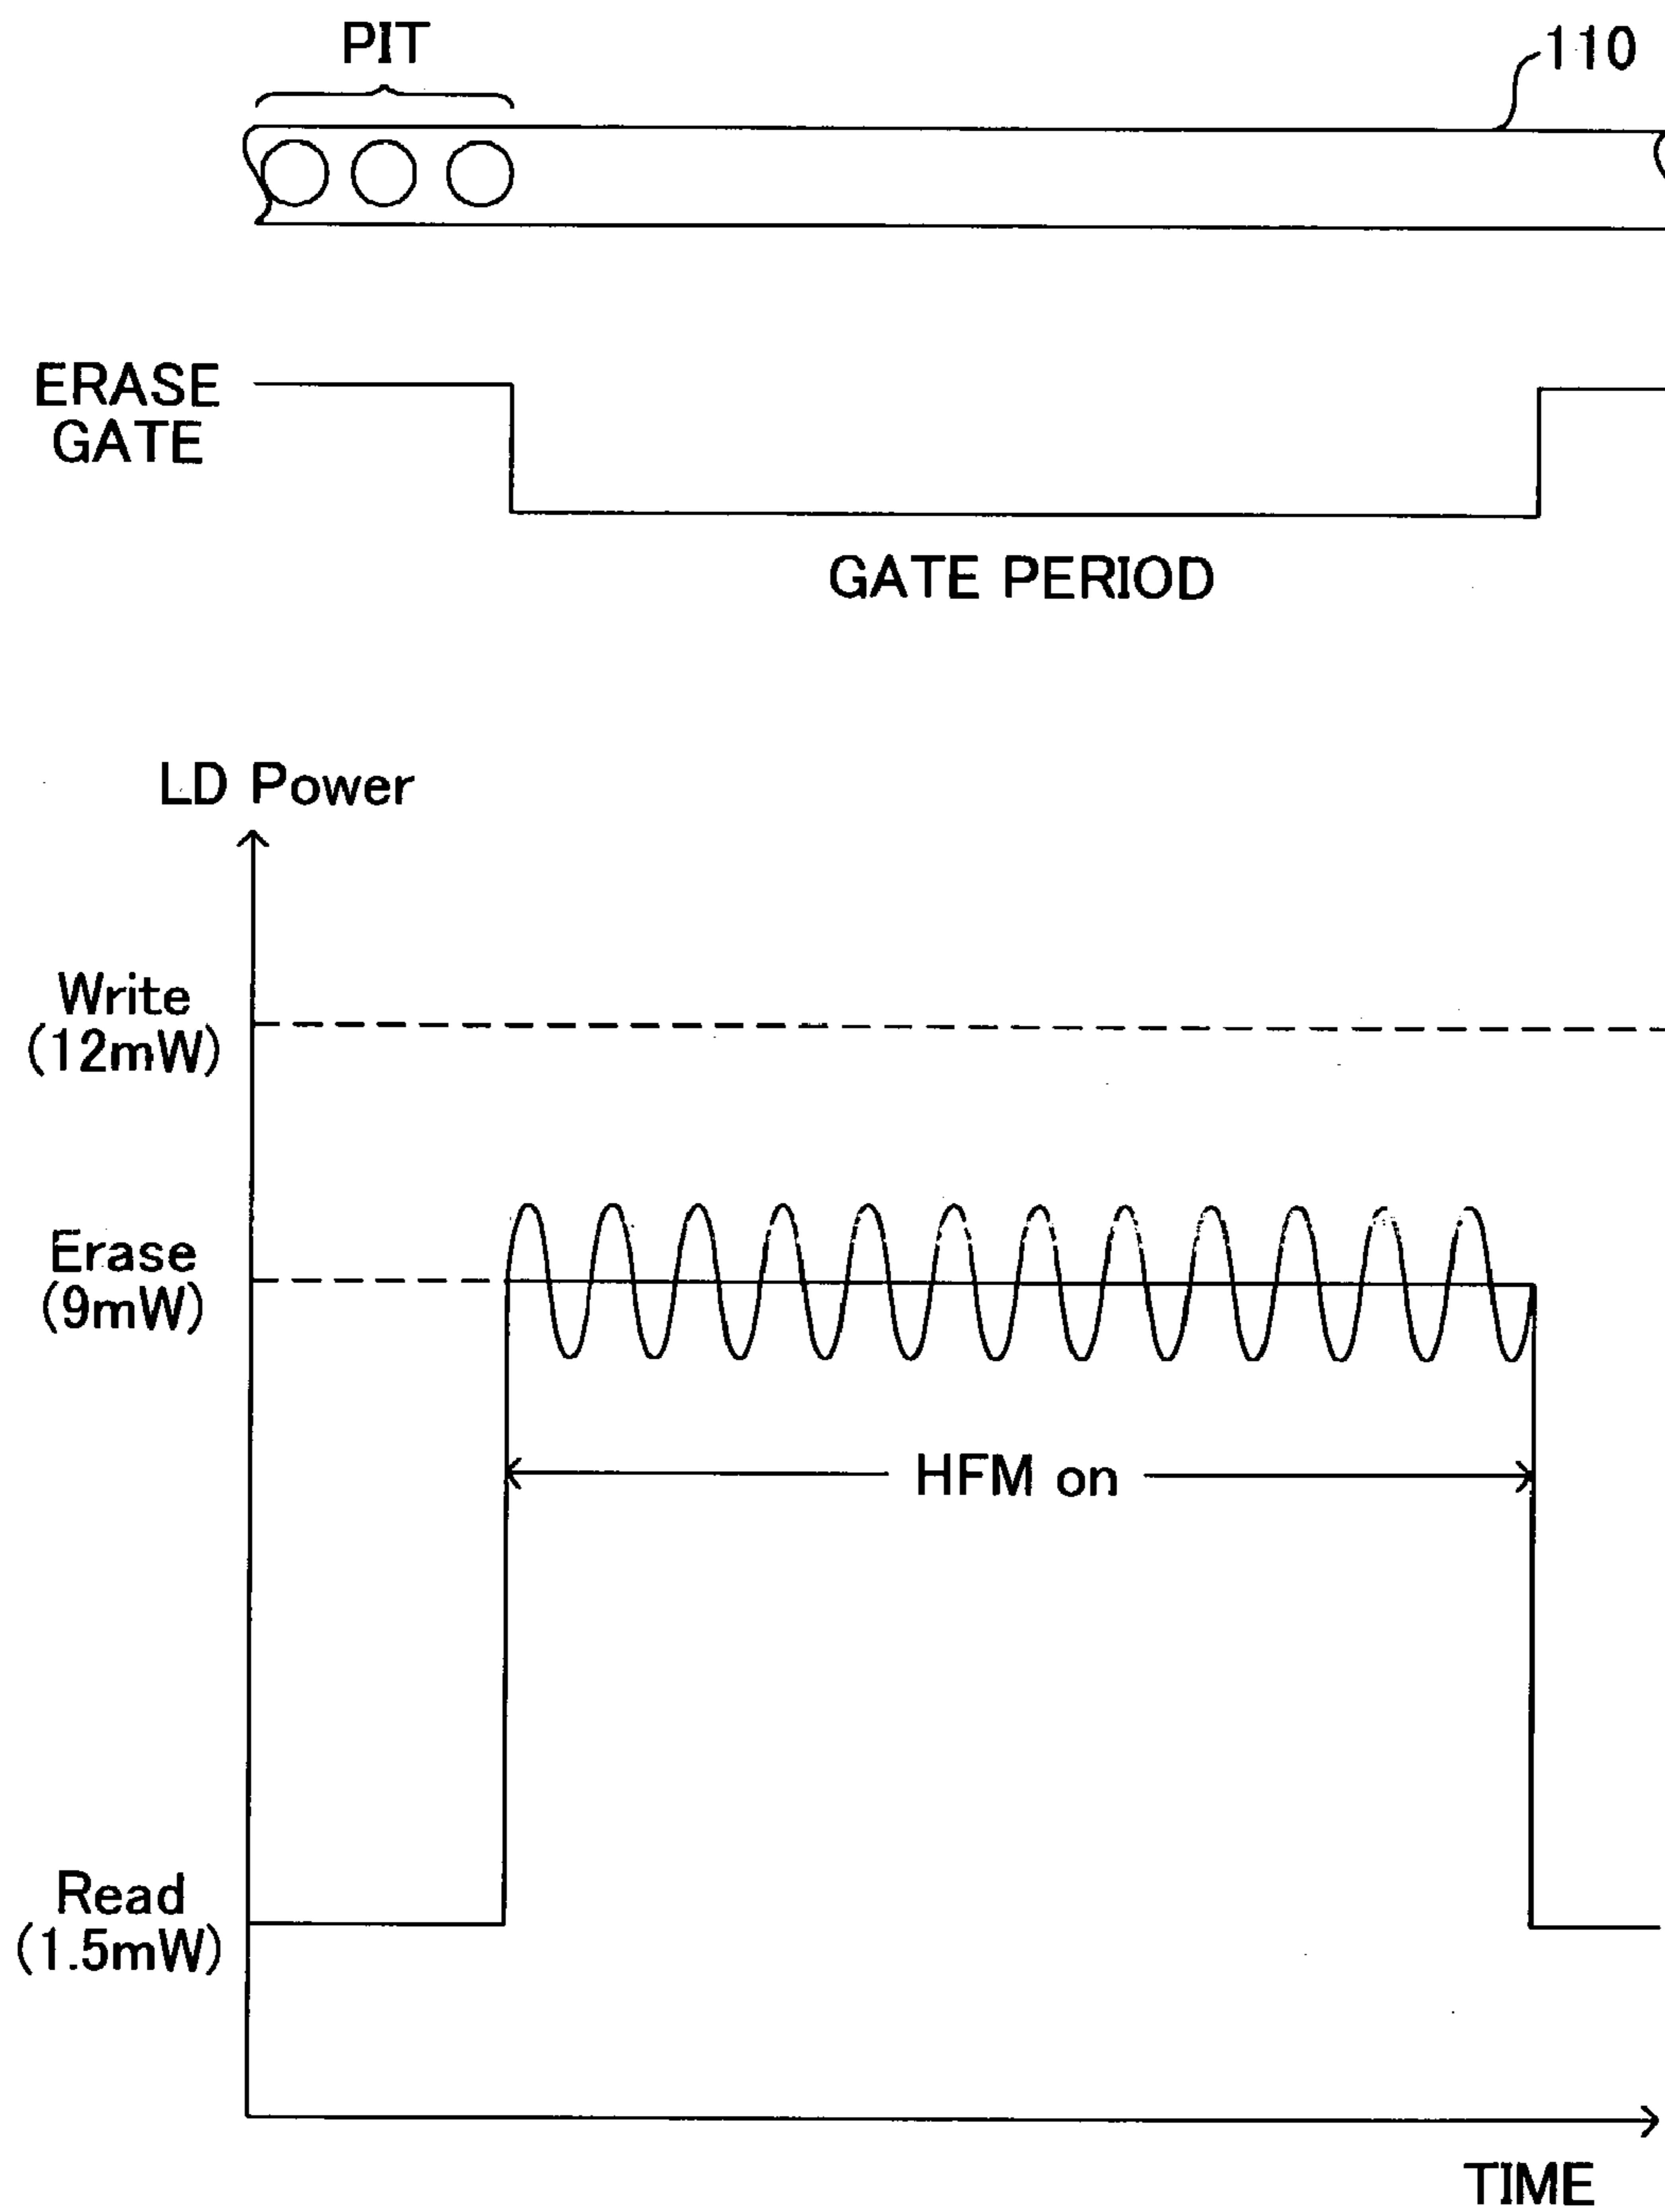 PIT
110
ERASE
GATE
GATE PERIOD
LD Power
Write
(12mW)
Erase
(9mW)
HFM on
Read
(1.5mW)
TIME